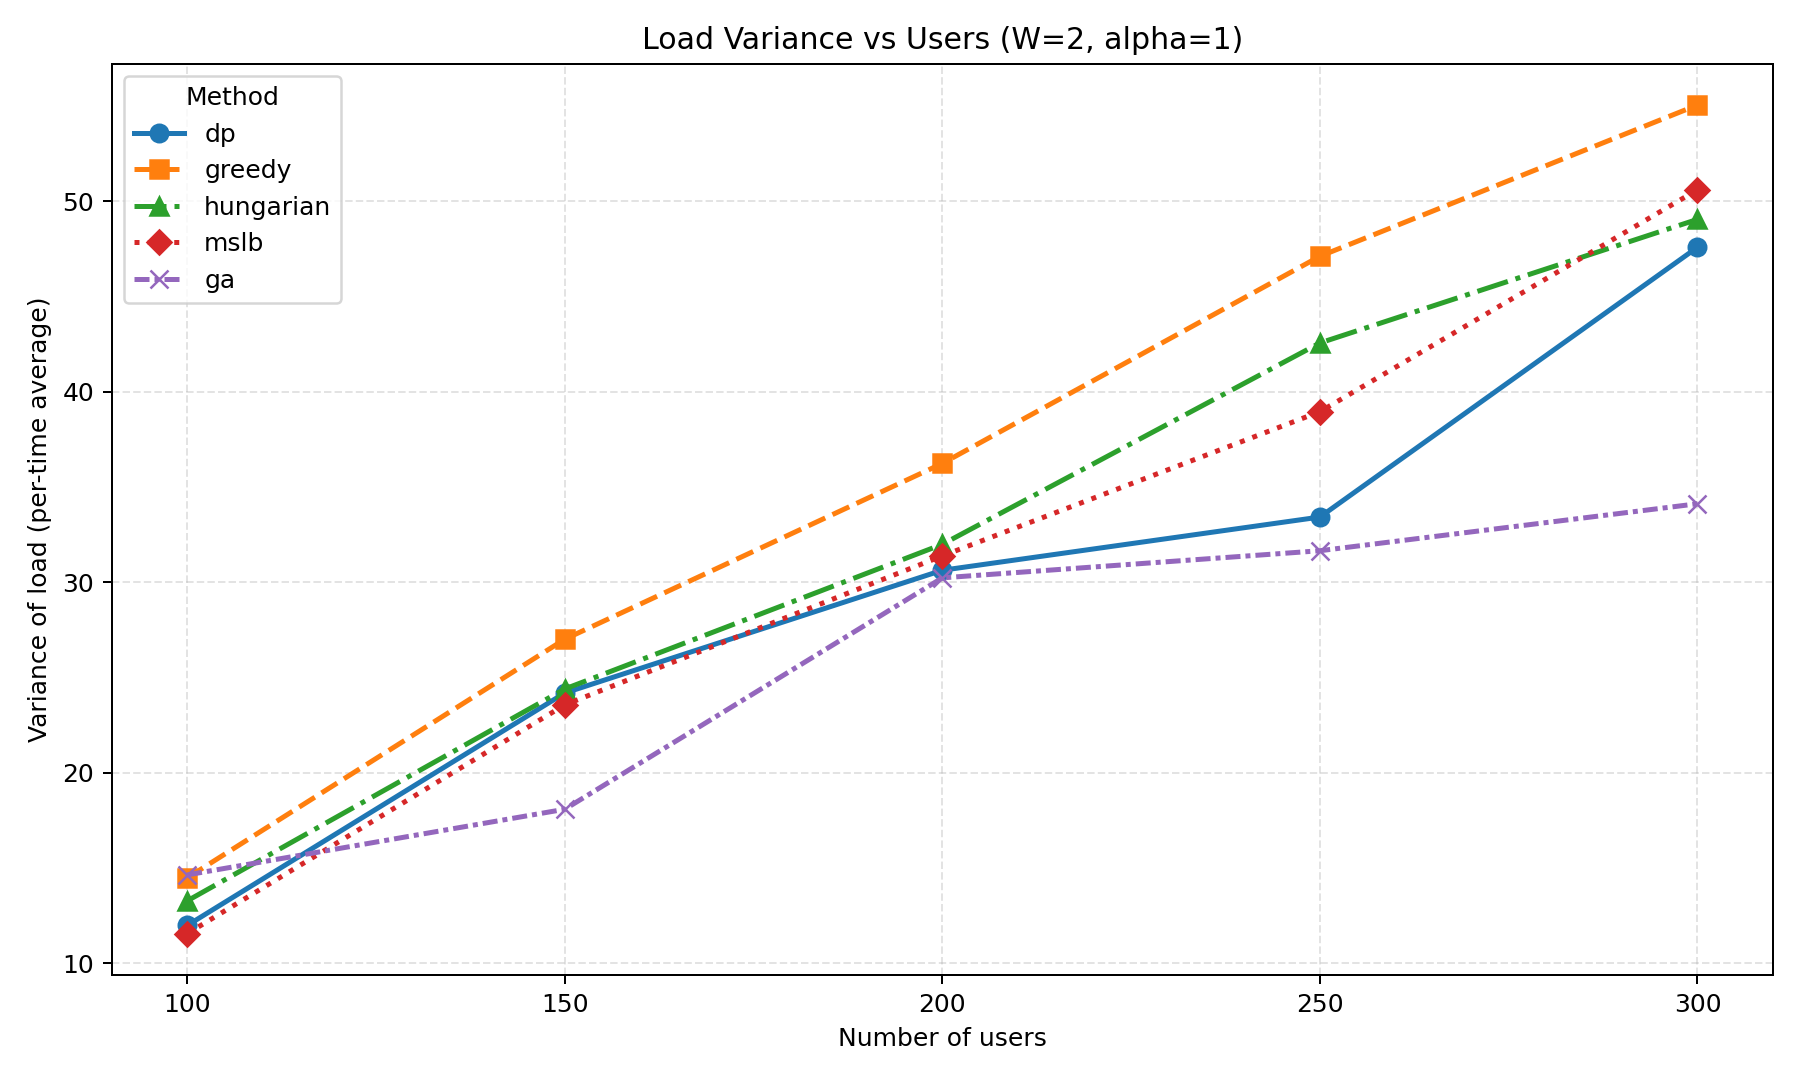 Load Variance vs Users (W=2, alpha=1)
Method
dp
greedy
hungarian
mslb
ga
Variance of load (per-time average)
50
40
30
20
10
100 150 200 250 300
Number of users